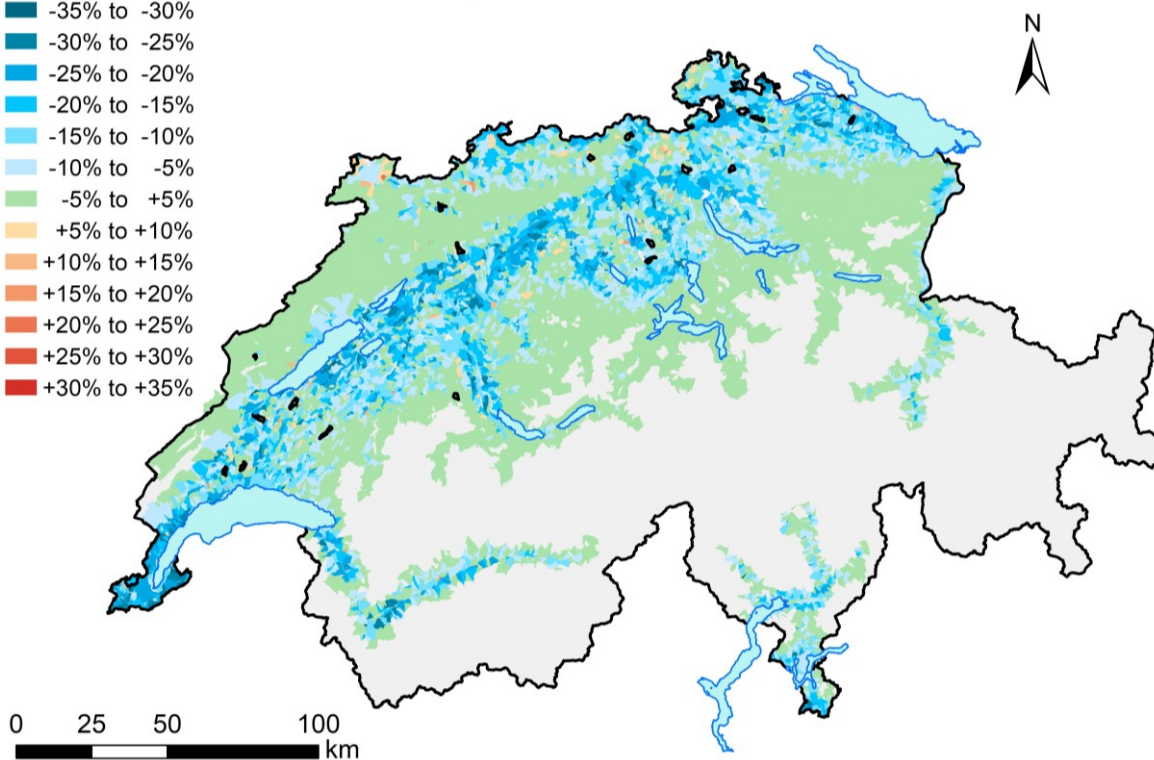 -35% to -30%
-30% to -25%
-25% to -20%
-20% to -15%
-15% to -10%
-10% to -5%
-5% to +5%
+5% to +10%
+10% to +15%
+15% to +20%
+20% to +25%
+25% to +30%
+30% to +35%
N
0 25 50 100
km